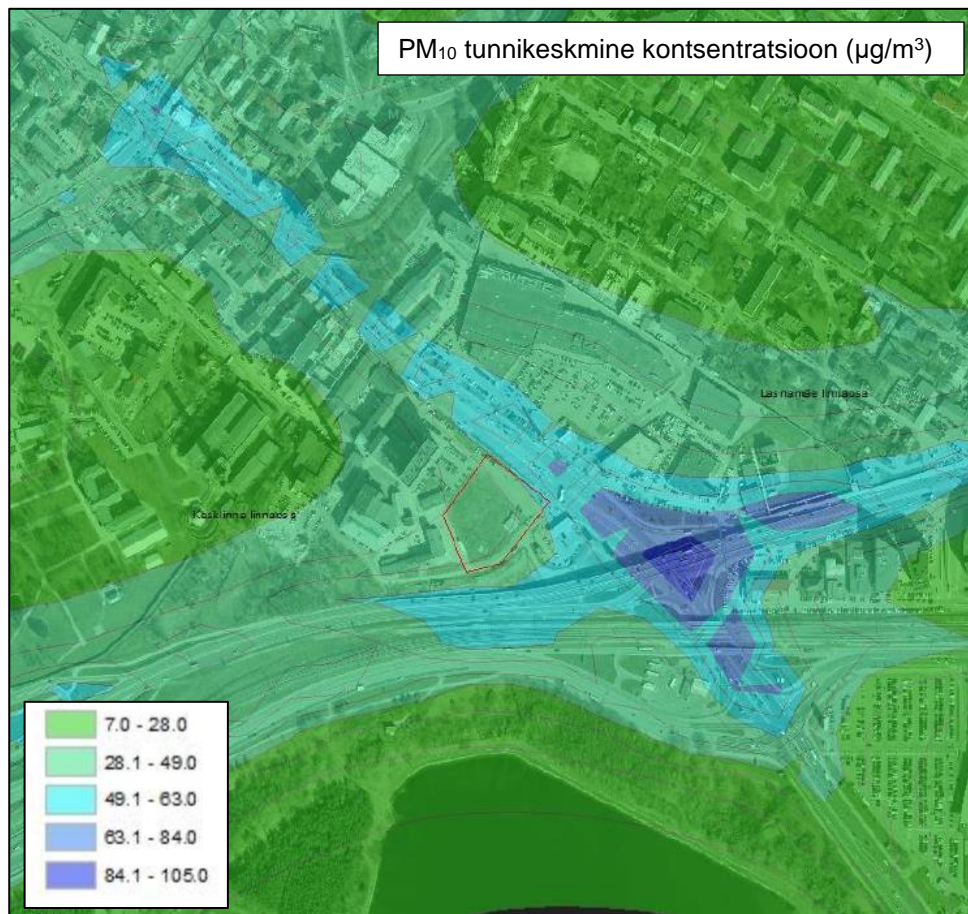 PM₁₀ tunnikeskmine kontsentratsioon (µg/m³)
Lasnamäe linnaosa
Kesklinna linnaosa
7.0 - 28.0
28.1 - 49.0
49.1 - 63.0
63.1 - 84.0
84.1 - 105.0